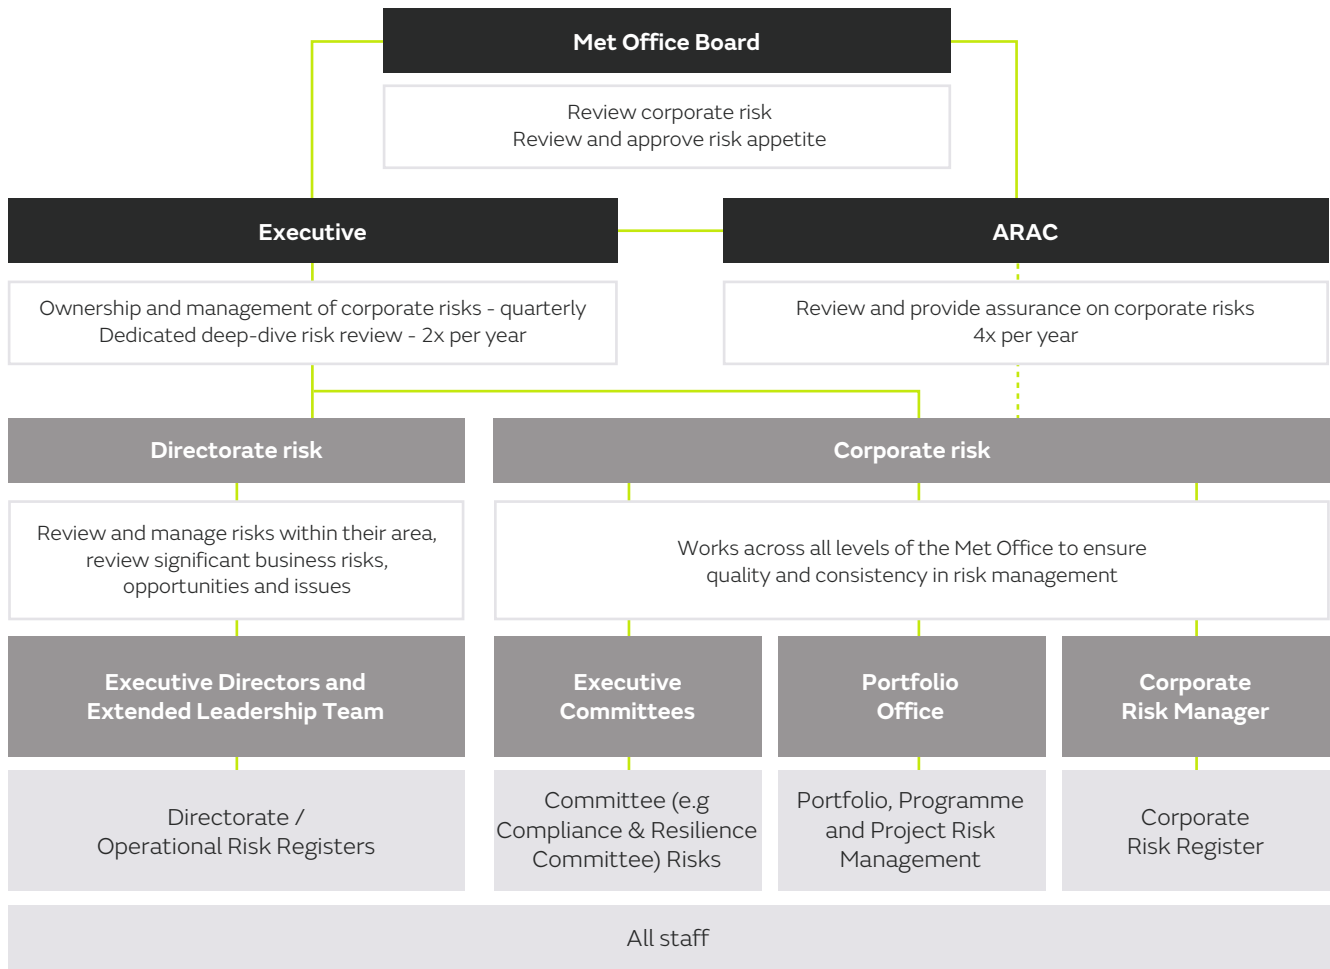 Met Office Board
Review corporate risk
Review and approve risk appetite
Executive
Ownership and management of corporate risks - quarterly
Dedicated deep-dive risk review - 2x per year
ARAC
Review and provide assurance on corporate risks
4x per year
Directorate risk
Review and manage risks within their area,
review significant business risks,
opportunities and issues
Corporate risk
Works across all levels of the Met Office to ensure
quality and consistency in risk management
Executive Directors and
Extended Leadership Team
Executive
Committees
Portfolio
Office
Corporate
Risk Manager
Directorate /
Operational Risk Registers
Committee (e.g
Compliance & Resilience
Committee) Risks
Portfolio, Programme
and Project Risk
Management
Corporate
Risk Register
All staff